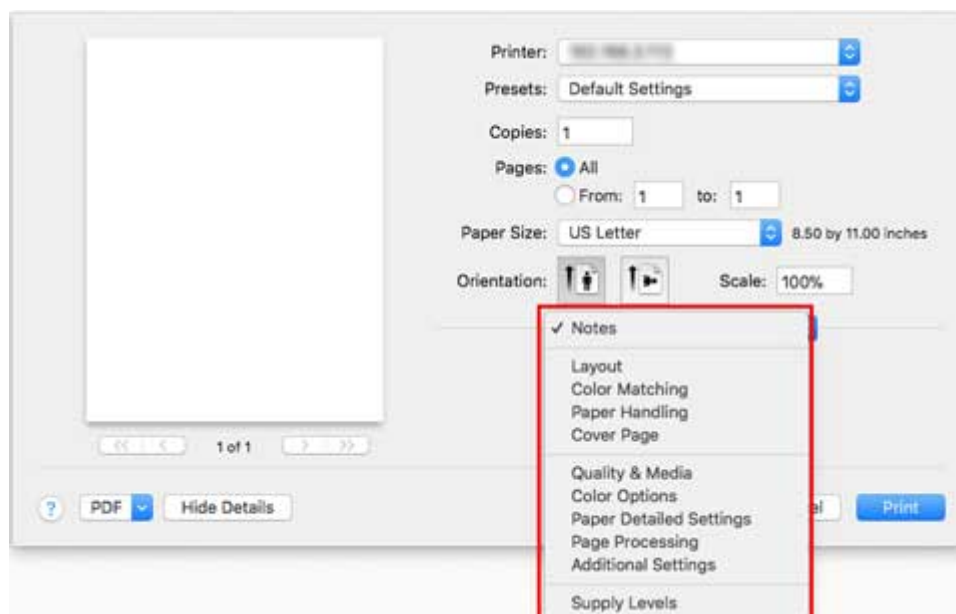 Printer:
Presets: Default Settings
Copies: 1
Pages: All
From: 1 to: 1
Paper Size: US Letter 8.50 by 11.00 inches
Orientation: Scale: 100%
✓ Notes
Layout
Color Matching
Paper Handling
Cover Page
1 of 1
Quality & Media
Color Options
Paper Detailed Settings
Page Processing
Additional Settings
Supply Levels
? PDF Hide Details el Print